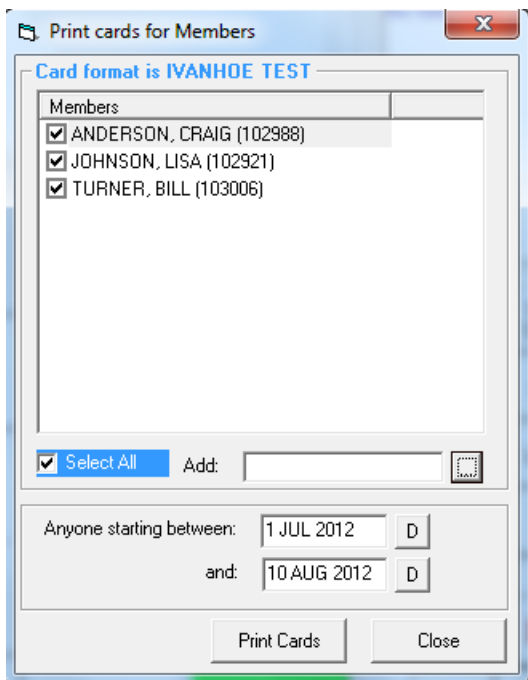 Print cards for Members
X
Card format is IVANHOE TEST
Members
ANDERSON, CRAIG (102988)
JOHNSON, LISA (102921)
TURNER, BILL (103006)
Select All Add: ...
Anyone starting between: 1 JUL 2012 D
and: 10 AUG 2012 D
Print Cards Close